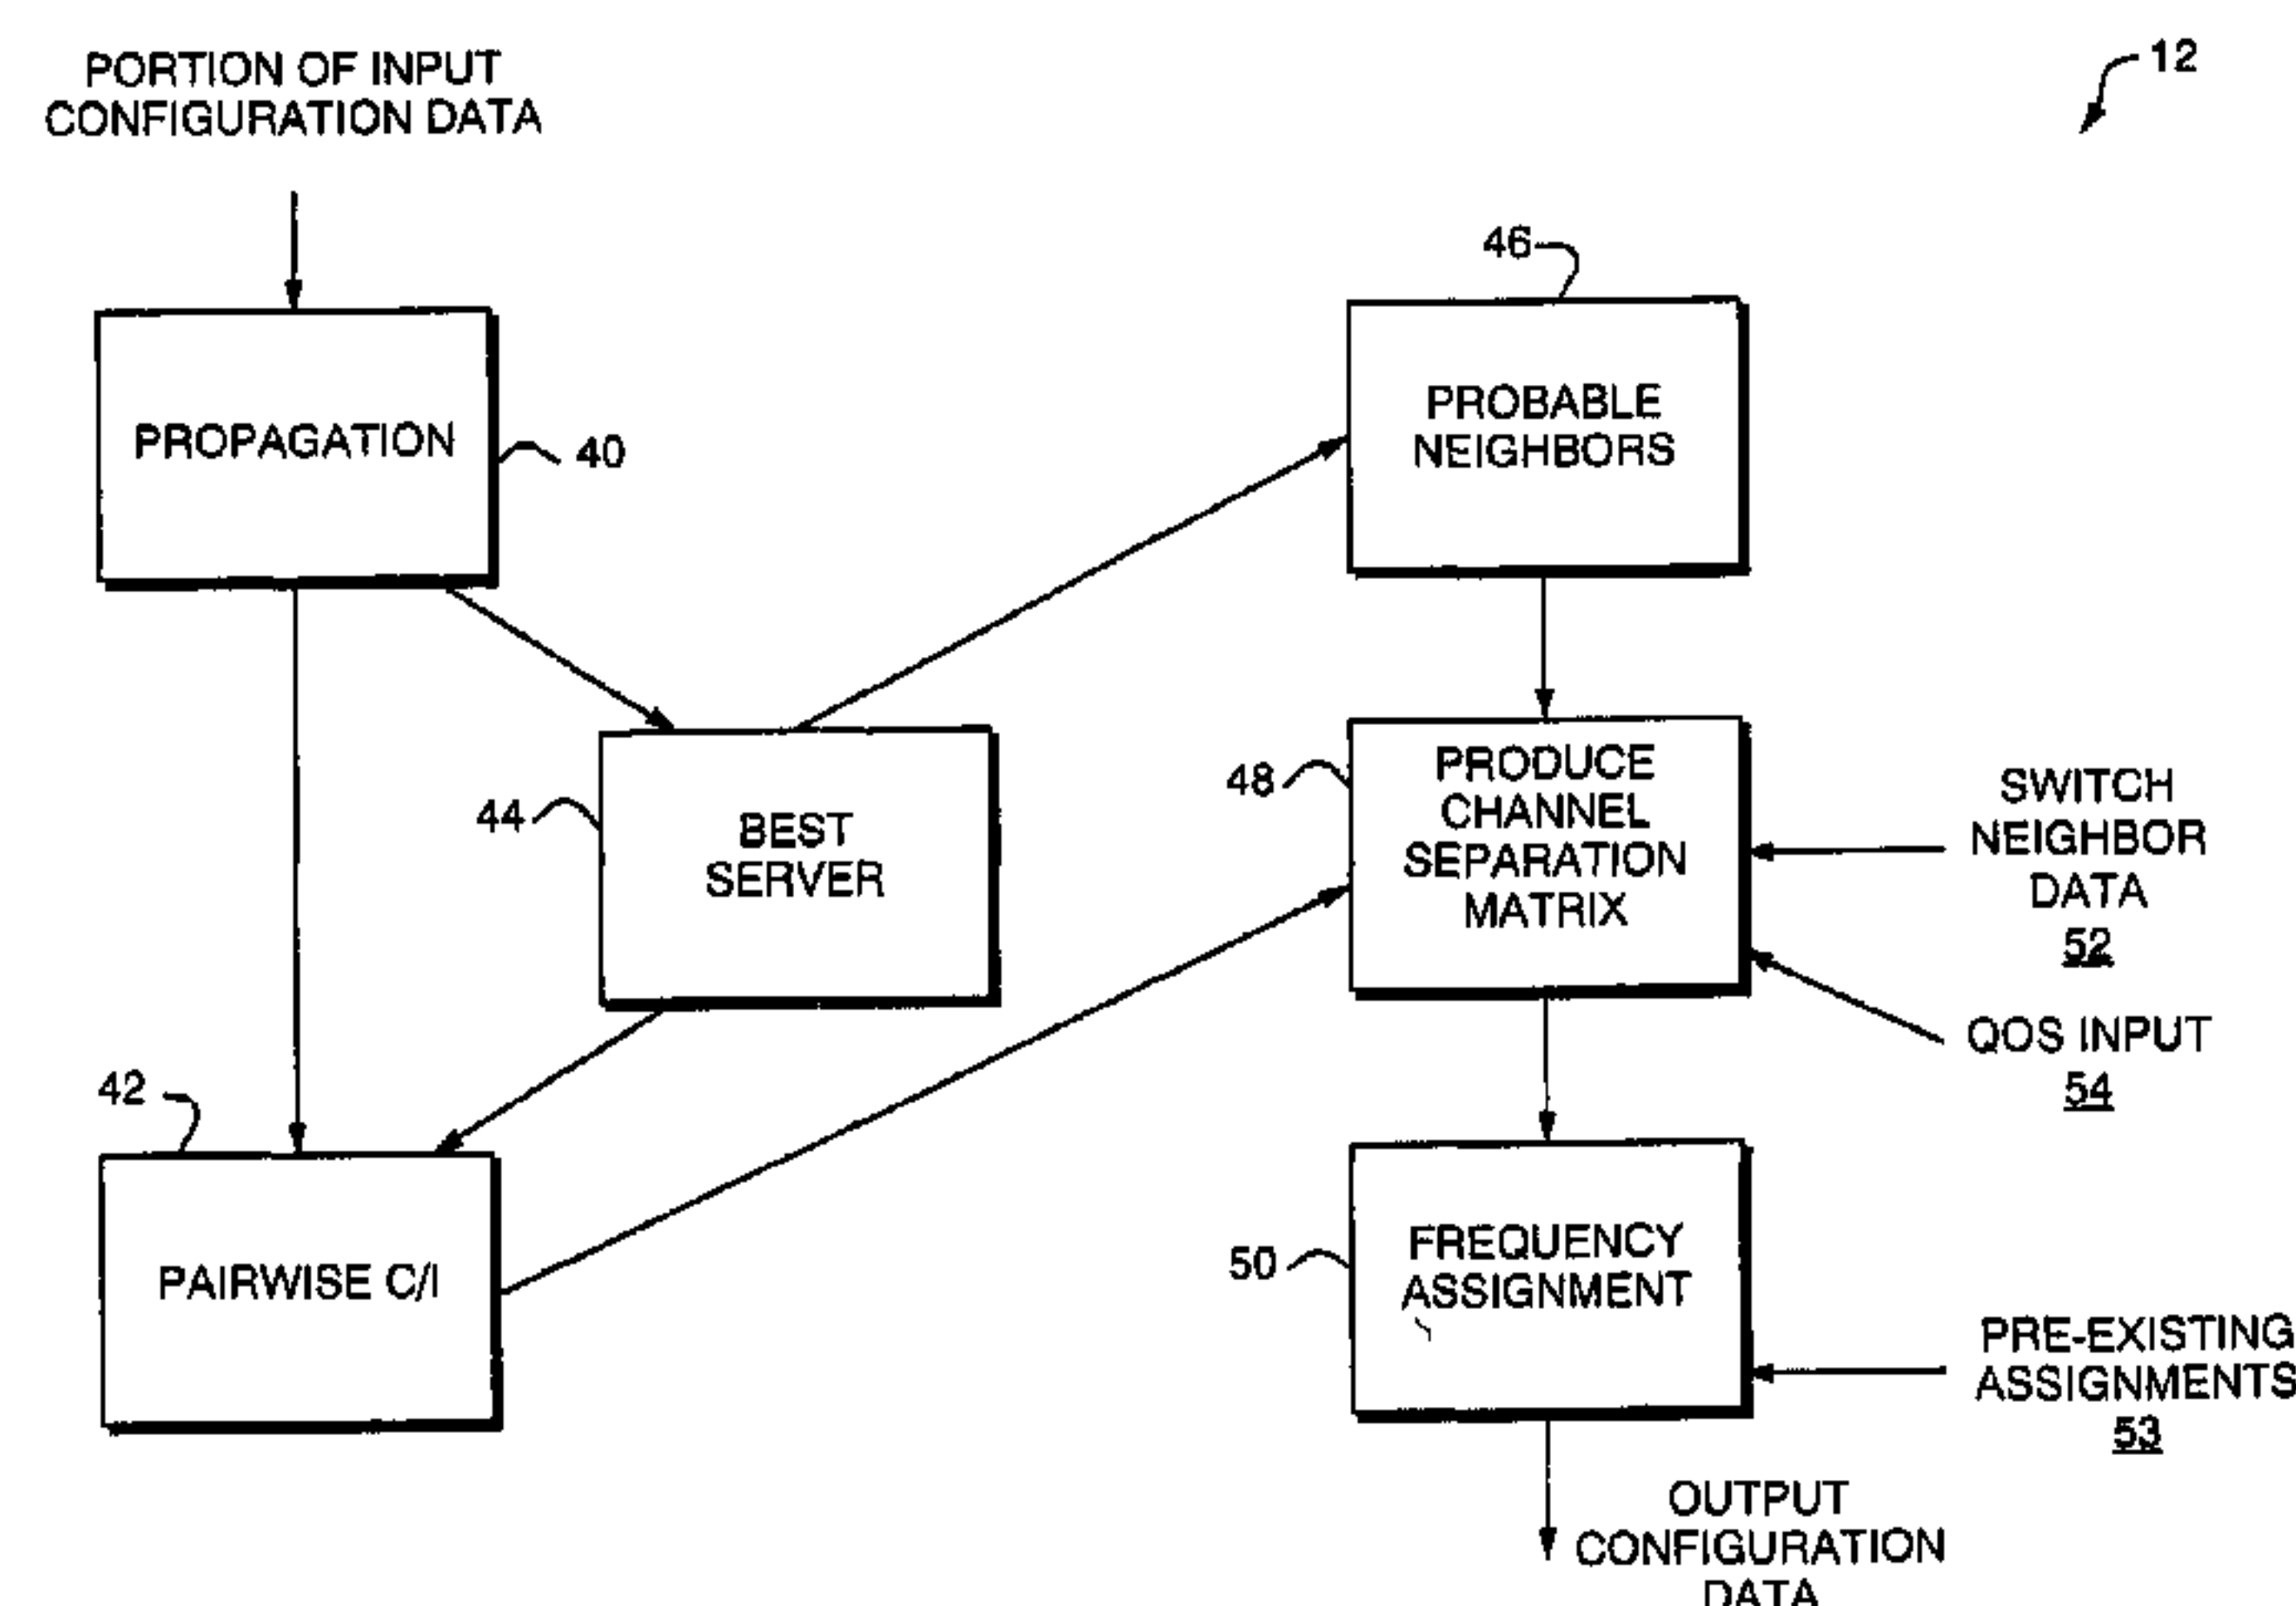 PORTION OF INPUT
CONFIGURATION DATA
12
46
PROPAGATION
40
PROBABLE
NEIGHBORS
44
BEST
SERVER
48
PRODUCE
CHANNEL
SEPARATION
MATRIX
SWITCH
NEIGHBOR
DATA
52
QOS INPUT
54
42
PAIRWISE C/I
50
FREQUENCY
ASSIGNMENT
PRE-EXISTING
ASSIGNMENTS
53
OUTPUT
CONFIGURATION
DATA